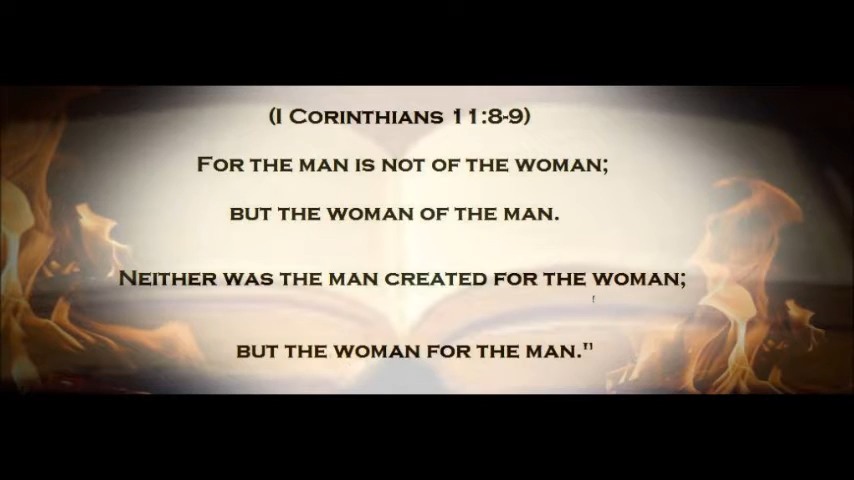 (I Corinthians 11:8-9)
For the man is not of the woman;
but the woman of the man.
Neither was the man created for the woman;
but the woman for the man."